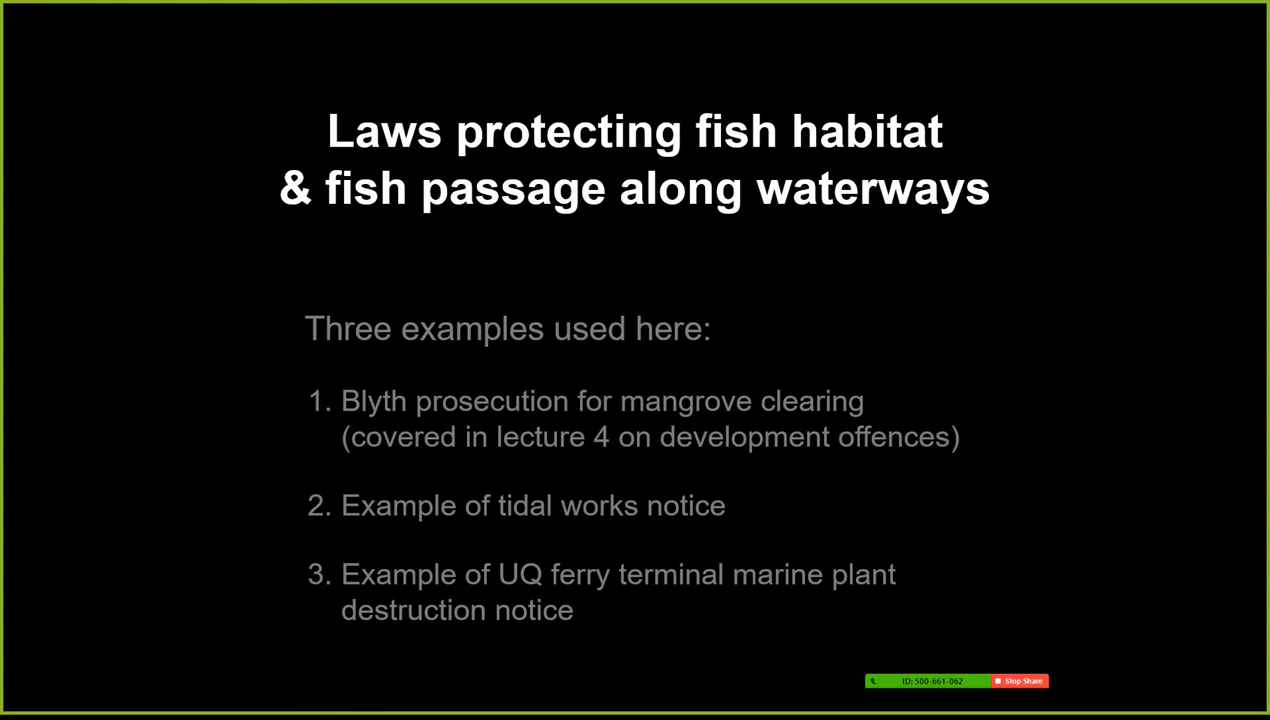 Laws protecting fish habitat
& fish passage along waterways
Three examples used here:
1. Blyth prosecution for mangrove clearing
(covered in lecture 4 on development offences)
2. Example of tidal works notice
3. Example of UQ ferry terminal marine plant
destruction notice
ID: 500-661-062 Stop Share